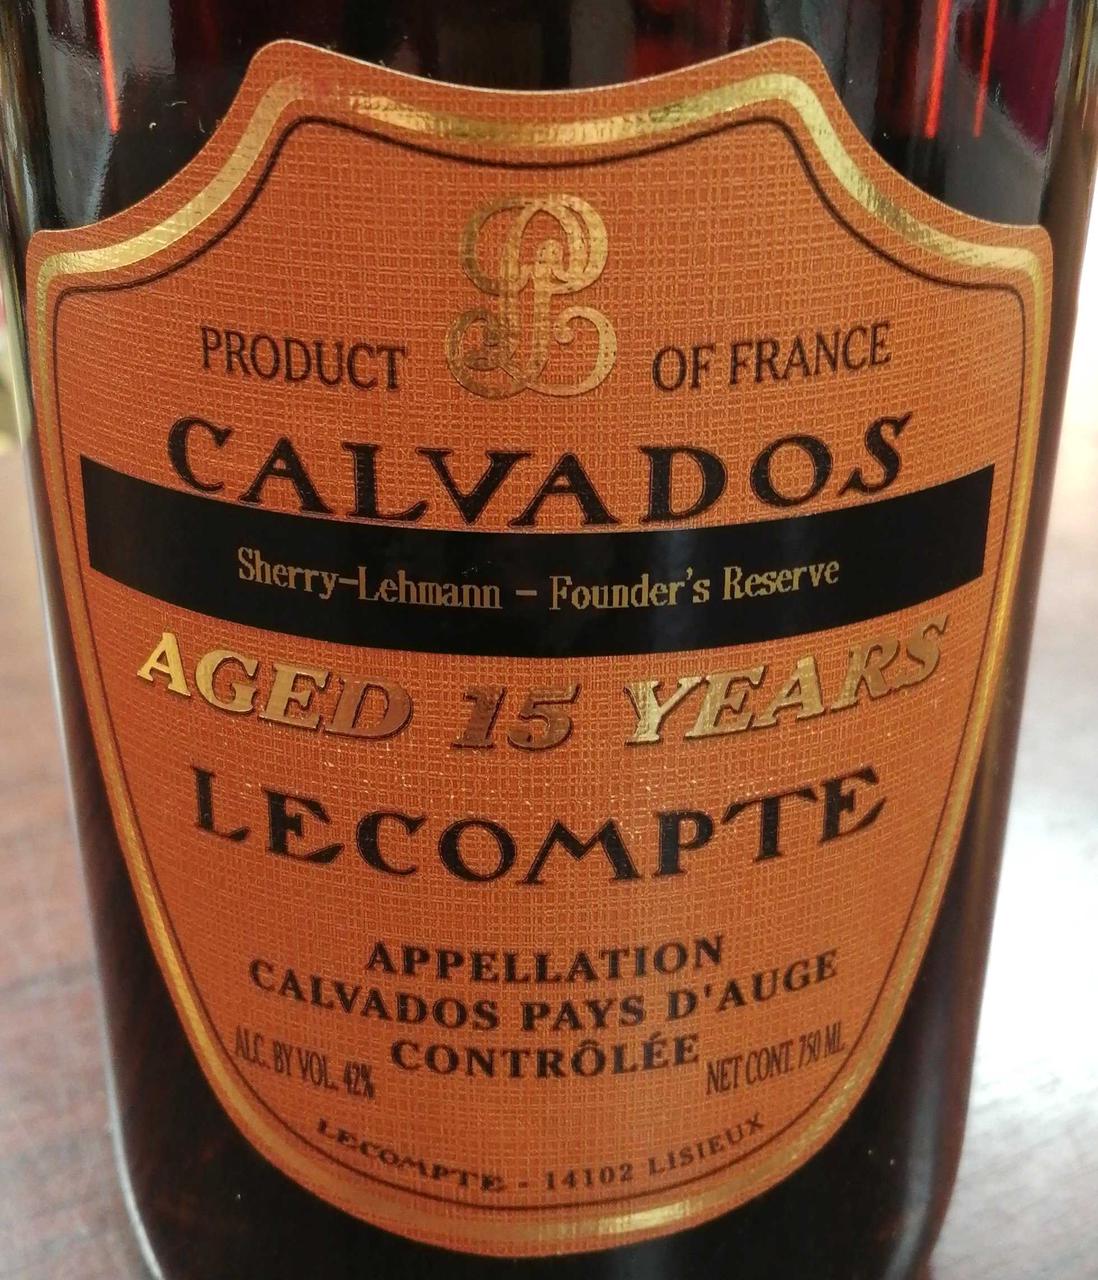 PRODUCT OF FRANCE
CALVADOS
Sherry-Lehmann - Founder's Reserve
AGED 15 YEARS
LECOMPTE
APPELLATION
CALVADOS PAYS D'AUGE
CONTRÔLÉE
ALC. BY VOL. 42%
NET CONT. 750 ML
LECOMPTE - 14102 LISIEUX